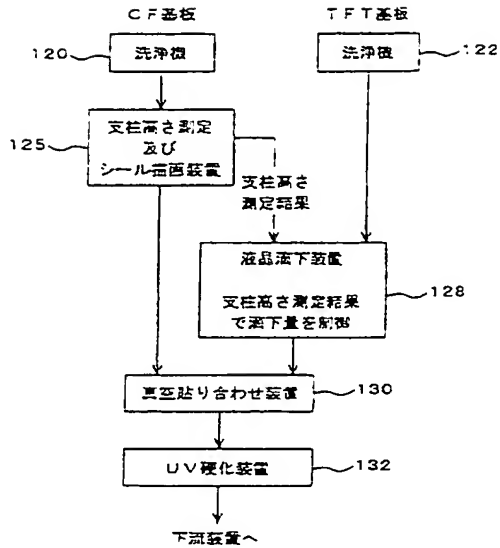 CF基板
TFT基板
120
洗浄機
洗浄機
122
125
支柱高さ測定
及び
シール描画装置
支柱高さ
測定結果
液晶滴下装置
支柱高さ測定結果
で滴下量を制御
128
真空貼り合わせ装置
130
UV硬化装置
132
下流装置へ